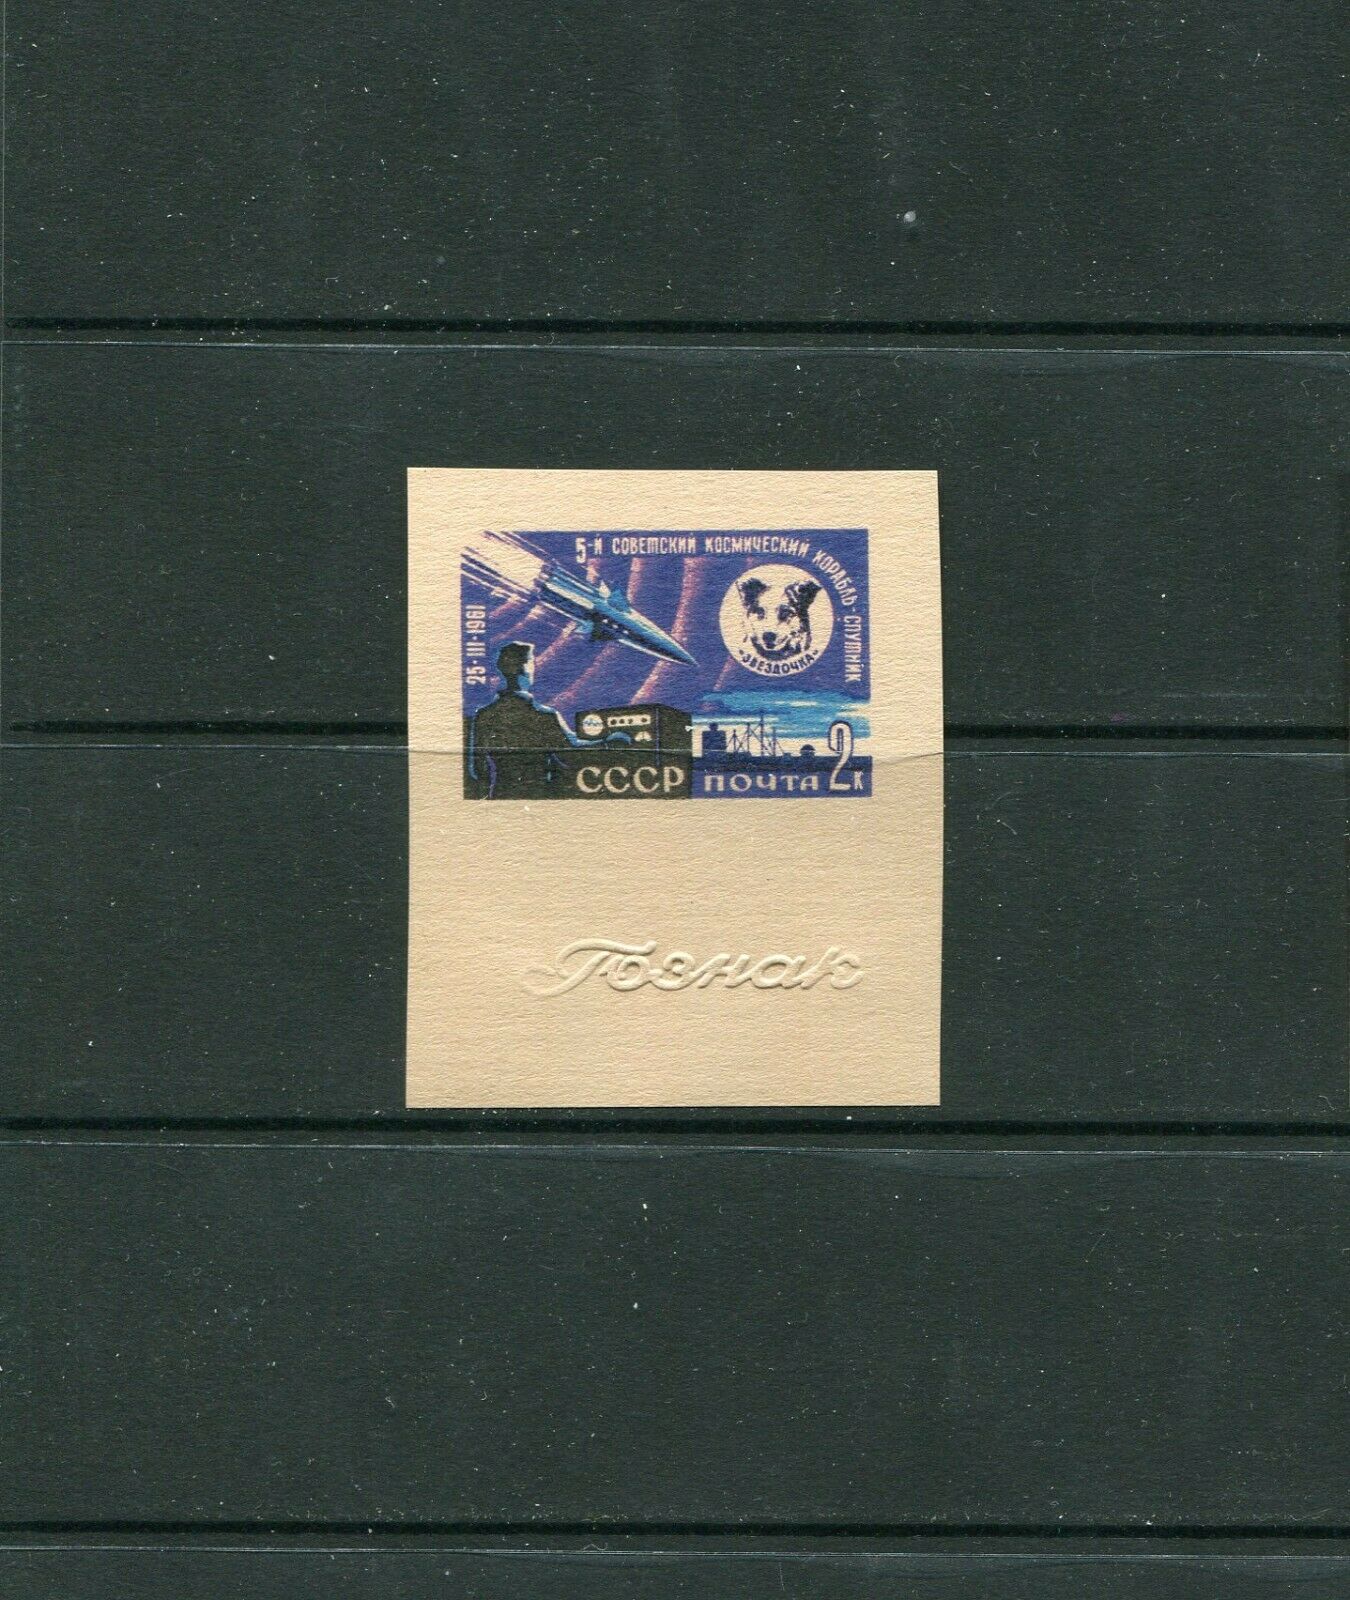 5-й СОВЕТСКИЙ КОСМИЧЕСКИЙ КОРАБЛЬ-СПУТНИК
25-III-1961
"ЗВЕЗДОЧКА"
СССР ПОЧТА 2к
Гознак